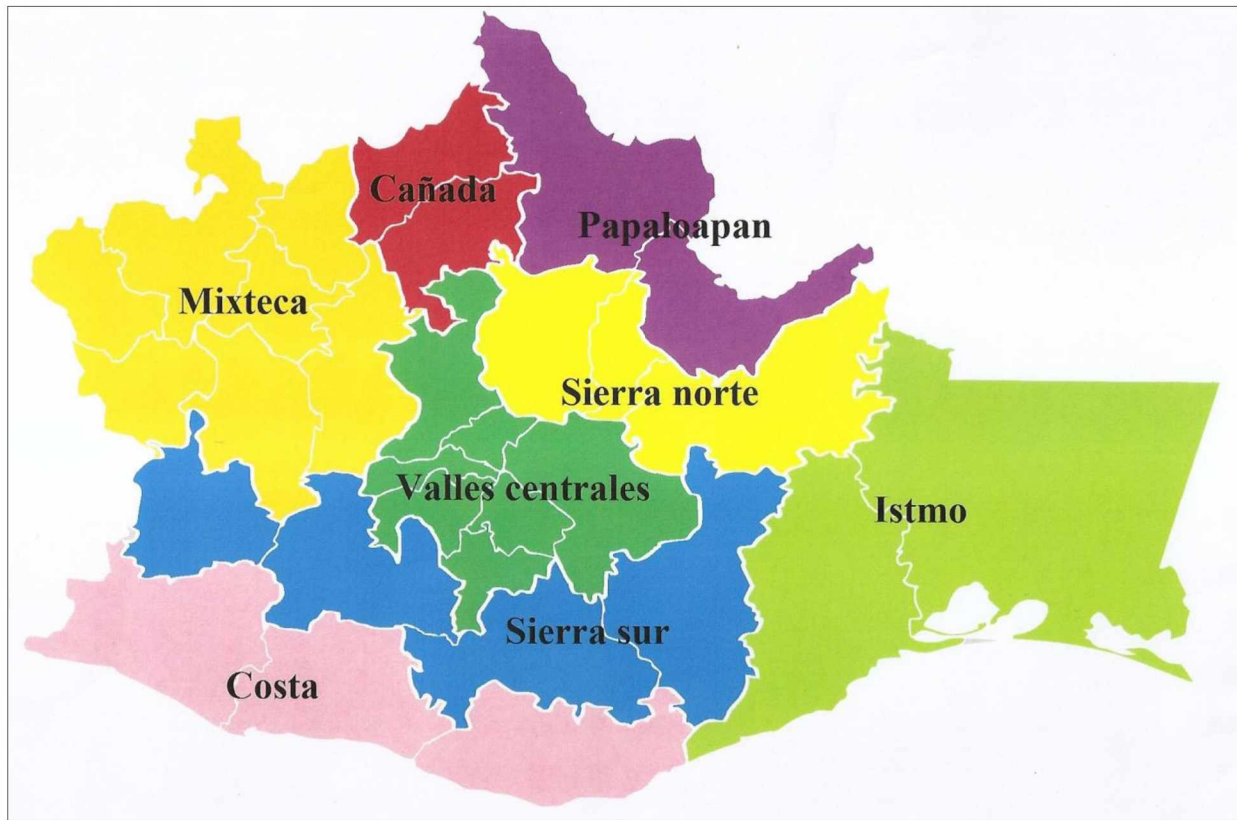 Cañada
Papaloapan
Mixteca
Sierra norte
Valles centrales
Istmo
Sierra sur
Costa